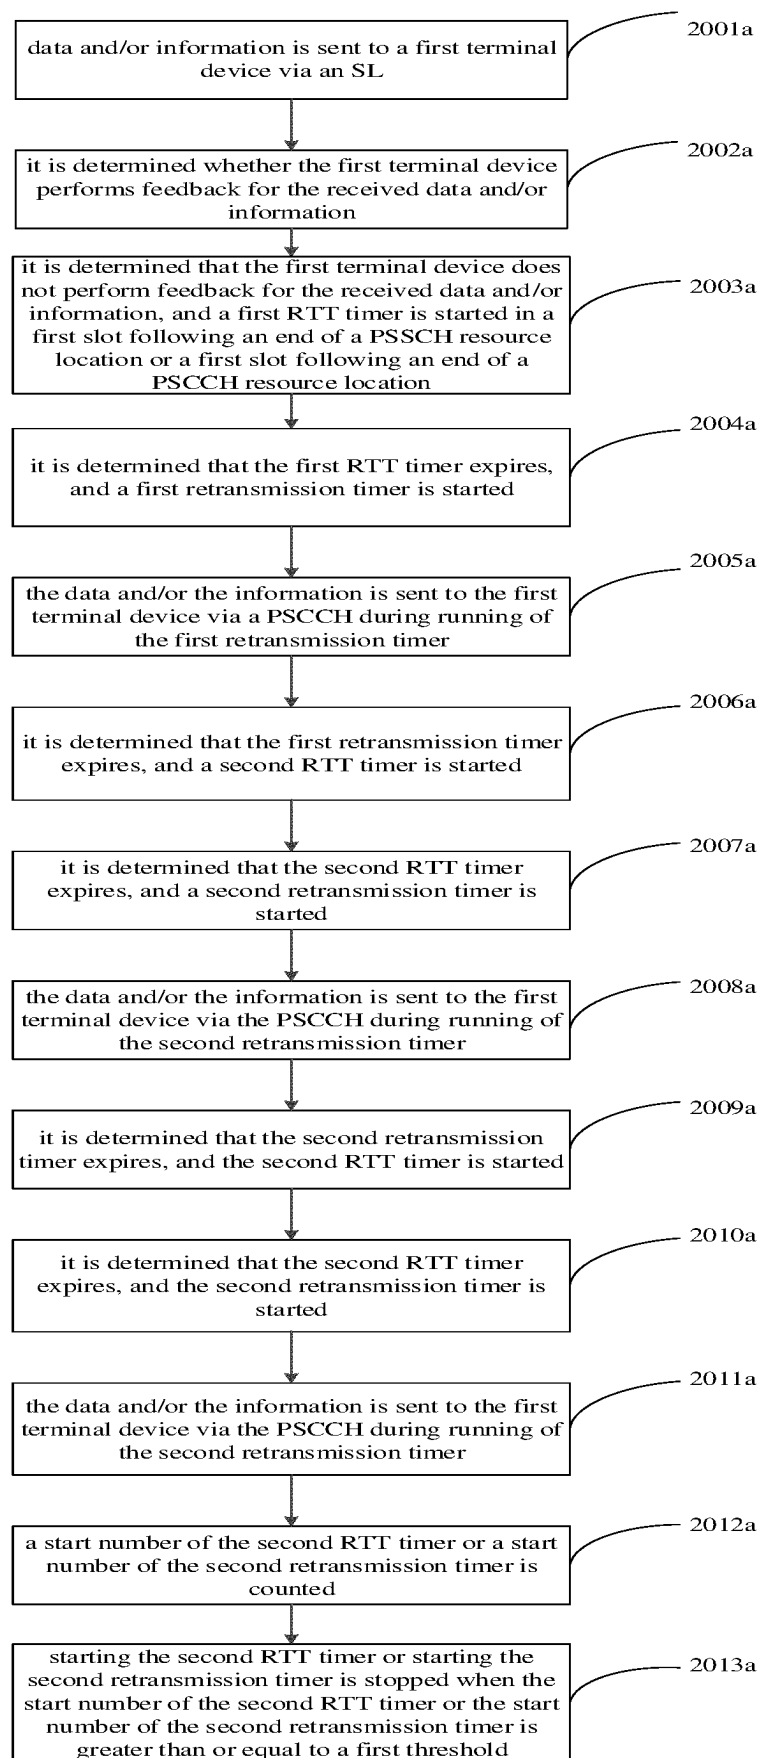 2001a
data and/or information is sent to a first terminal
device via an SL
2002a
it is determined whether the first terminal device
performs feedback for the received data and/or
information
2003a
it is determined that the first terminal device does
not perform feedback for the received data and/or
information, and a first RTT timer is started in a
first slot following an end of a PSSCH resource
location or a first slot following an end of a
PSCCH resource location
2004a
it is determined that the first RTT timer expires,
and a first retransmission timer is started
2005a
the data and/or the information is sent to the first
terminal device via a PSCCH during running of
the first retransmission timer
2006a
it is determined that the first retransmission timer
expires, and a second RTT timer is started
2007a
it is determined that the second RTT timer
expires, and a second retransmission timer is
started
2008a
the data and/or the information is sent to the first
terminal device via the PSCCH during running of
the second retransmission timer
2009a
it is determined that the second retransmission
timer expires, and the second RTT timer is started
2010a
it is determined that the second RTT timer
expires, and the second retransmission timer is
started
2011a
the data and/or the information is sent to the first
terminal device via the PSCCH during running of
the second retransmission timer
2012a
a start number of the second RTT timer or a start
number of the second retransmission timer is
counted
2013a
starting the second RTT timer or starting the
second retransmission timer is stopped when the
start number of the second RTT timer or the start
number of the second retransmission timer is
greater than or equal to a first threshold